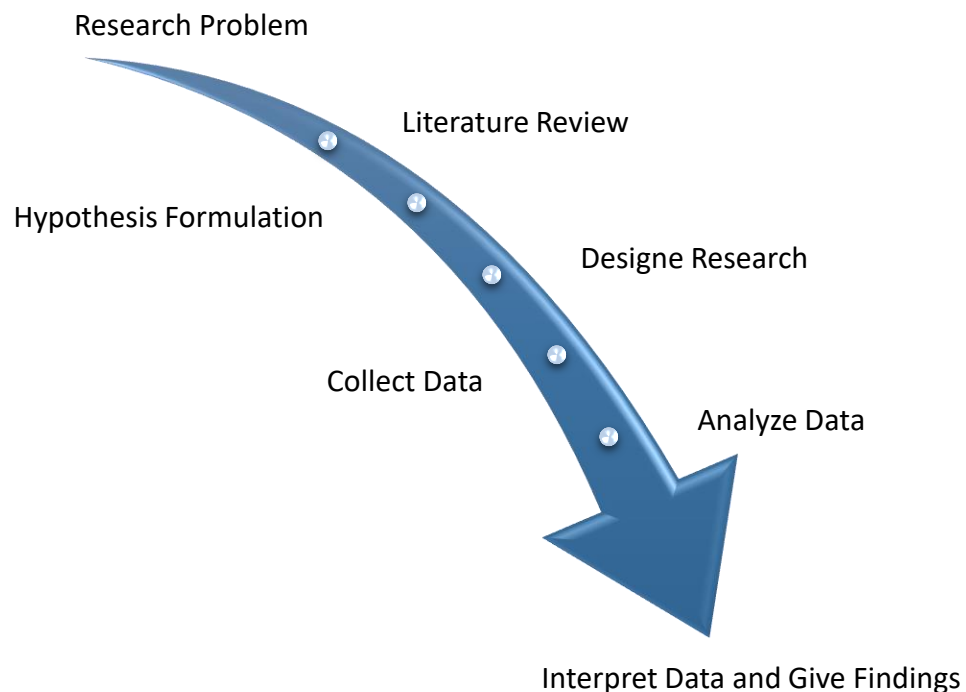 Research Problem
Literature Review
Hypothesis Formulation
Designe Research
Collect Data
Analyze Data
Interpret Data and Give Findings